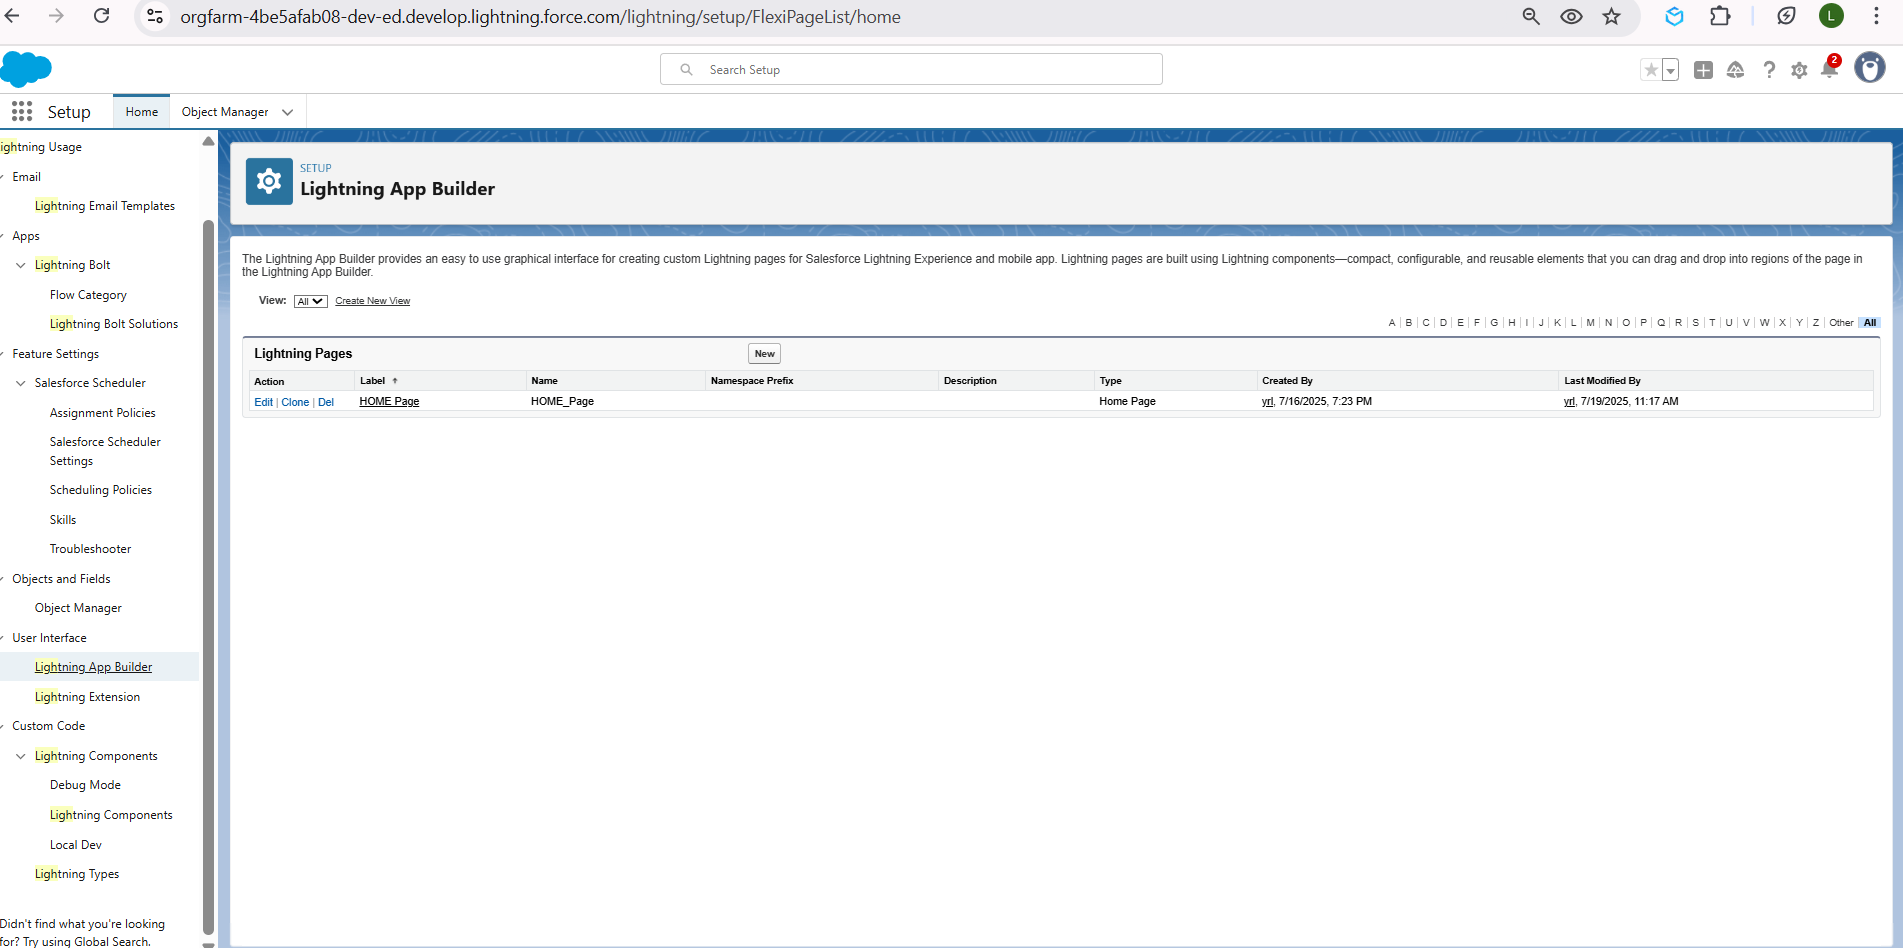 orgfarm-4be5afab08-dev-ed.develop.lightning.force.com/lightning/setup/FlexiPageList/home
L
Search Setup
2
Setup
Home
Object Manager
ightning Usage
Email
Lightning Email Templates
Apps
Lightning Bolt
Flow Category
Lightning Bolt Solutions
Feature Settings
Salesforce Scheduler
Assignment Policies
Salesforce Scheduler
Settings
Scheduling Policies
Skills
Troubleshooter
Objects and Fields
Object Manager
User Interface
Lightning App Builder
Lightning Extension
Custom Code
Lightning Components
Debug Mode
Lightning Components
Local Dev
Lightning Types
Didn't find what you're looking
for? Try using Global Search.
SETUP
Lightning App Builder
The Lightning App Builder provides an easy to use graphical interface for creating custom Lightning pages for Salesforce Lightning Experience and mobile app. Lightning pages are built using Lightning components—compact, configurable, and reusable elements that you can drag and drop into regions of the page in
the Lightning App Builder.
View: All Create New View
A | B | C | D | E | F | G | H | I | J | K | L | M | N | O | P | Q | R | S | T | U | V | W | X | Y | Z | Other | All
Lightning Pages New
Action Label Name Namespace Prefix Description Type Created By Last Modified By
Edit | Clone | Del HOME Page HOME_Page Home Page yrl, 7/16/2025, 7:23 PM yrl, 7/19/2025, 11:17 AM